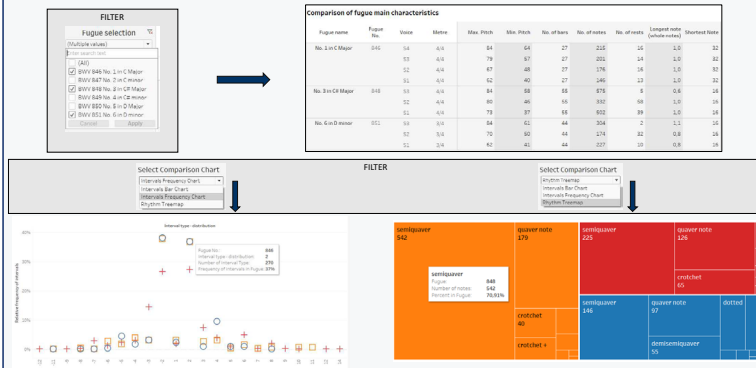 FILTER
Fugue selection
(Multiple values)
Enter search text
(All)
BWV 846 No. 1 in C Major
BWV 847 No. 2 in C minor
BWV 848 No. 3 in C# Major
BWV 849 No. 4 in C# minor
BWV 850 No. 5 in D Major
BWV 851 No. 6 in D minor
Cancel Apply
Comparison of fugue main characteristics
Fugue name Fugue No. Voice Metre Max. Pitch Min. Pitch No. of bars No. of notes No. of rests Longest note (whole notes) Shortest Note
No. 1 in C Major 846 S4 4/4 84 64 27 215 16 1,0 32
S3 4/4 79 57 27 201 14 1,0 32
S2 4/4 67 48 27 176 16 1,0 32
S1 4/4 62 40 27 146 13 1,0 32
No. 3 in C# Major 848 S3 4/4 84 58 55 5 0,8 16
S2 4/4 80 46 55 1,0 16
S1 4/4 73 37 55 39 1,0 16
No. 6 in D minor 851 S3 4/4 84 61 44 304 2 1,1 16
S2 3/4 70 50 44 174 32 0,8 16
S1 3/4 62 41 44 10 0,8 16
FILTER
Select Comparison Chart
Intervals Frequency Chart
Intervals Bar Chart
Intervals Frequency Chart
Rhythm Treemap
Select Comparison Chart
Rhythm Treemap
Intervals Bar Chart
Intervals Frequency Chart
Rhythm Treemap
Interval type - distribution
Relative frequency of intervals
40%
30%
20%
10%
0%
Fugue No.: 846
Interval type - distribution: 2
Number of Interval Type: 270
Frequency of Intervals in Fugue: 37%
semiquaver
542
quaver note
179
crotchet
40
crotchet +
semiquaver
Fugue: 848
Number of notes: 542
Percent in Fugue: 70,91%
semiquaver
225
quaver note
126
crotchet
65
semiquaver
146
quaver note
97
dotted
demisemiquaver
55